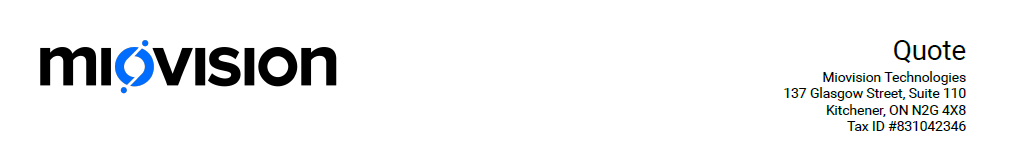 miovision
Quote
Miovision Technologies
137 Glasgow Street, Suite 110
Kitchener, ON N2G 4X8
Tax ID #831042346